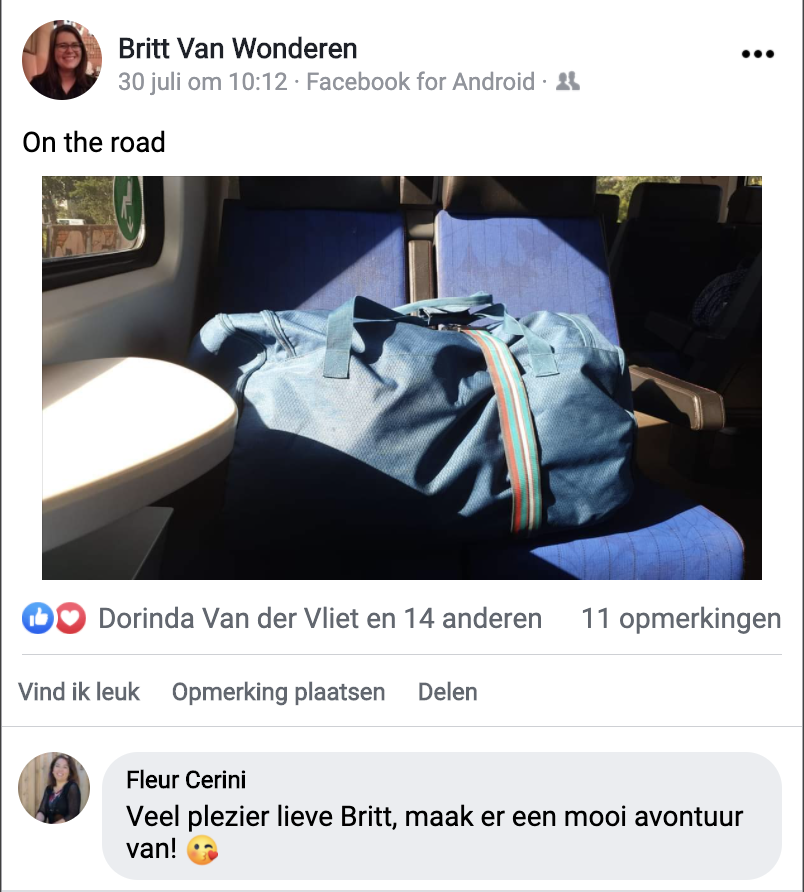 Britt Van Wonderen
30 juli om 10:12 · Facebook for Android ·
On the road
Dorinda Van der Vliet en 14 anderen 11 opmerkingen
Vind ik leuk Opmerking plaatsen Delen
Fleur Cerini
Veel plezier lieve Britt, maak er een mooi avontuur
van! 😘